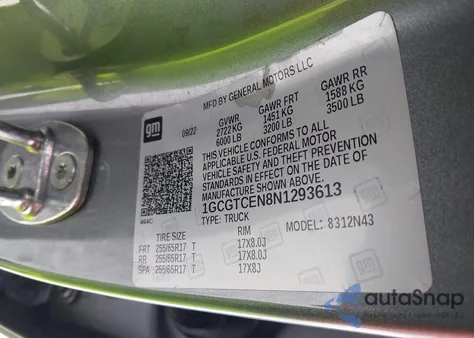 MFD BY GENERAL MOTORS LLC
gm
09/22
GVWR GAWR FRT GAWR RR
2722 KG 1451 KG 1588 KG
6000 LB 3200 LB 3500 LB
THIS VEHICLE CONFORMS TO ALL
APPLICABLE U.S. FEDERAL MOTOR
VEHICLE SAFETY AND THEFT PREVENTION
STANDARDS IN EFFECT ON THE DATE OF
MANUFACTURE SHOWN ABOVE.
1GCGTCEN8N1293613
TYPE: TRUCK MODEL: 8312N43
TIRE SIZE RIM
FRT 255/65R17 T 17X8.0J
RR 255/65R17 T 17X8.0J
SPA 255/65R17 T 17X8J
autaSnap